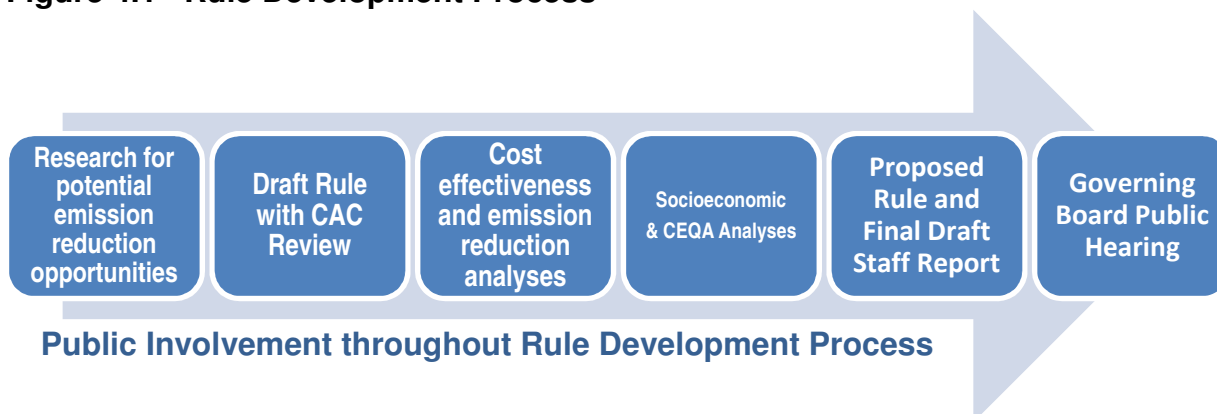 Figure 4.1 Rule Development Process
Research for
potential
emission
reduction
opportunities
Draft Rule
with CAC
Review
Cost
effectiveness
and emission
reduction
analyses
Socioeconomic
& CEQA Analyses
Proposed
Rule and
Final Draft
Staff Report
Governing
Board Public
Hearing
Public Involvement throughout Rule Development Process